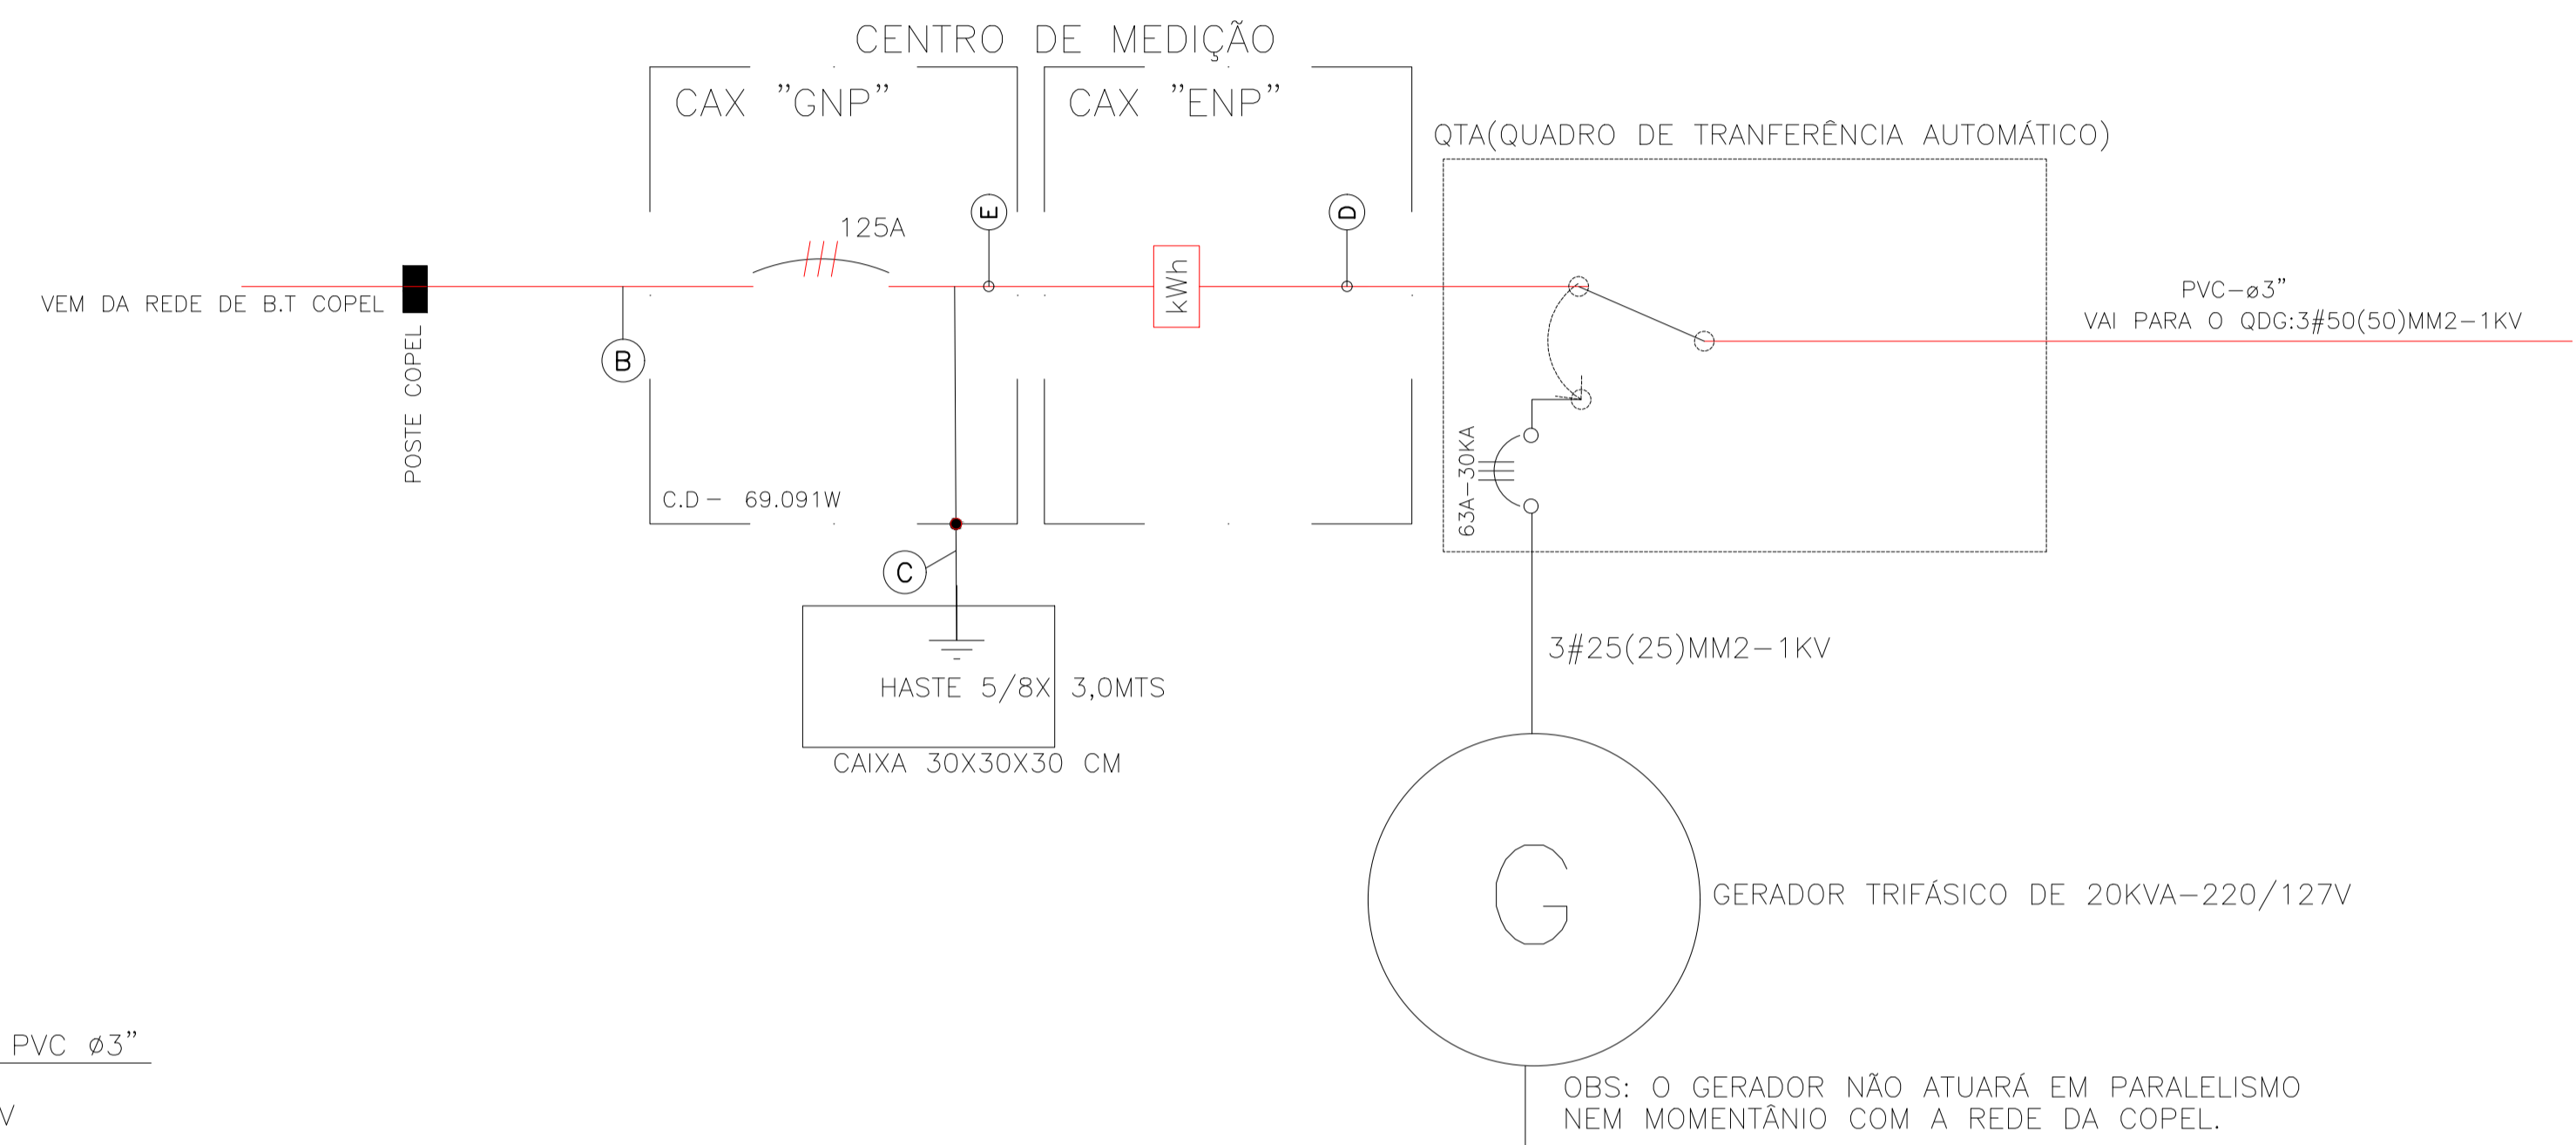 CENTRO DE MEDIÇÃO
CAX "GNP"
CAX "ENP"
QTA(QUADRO DE TRANFERÊNCIA AUTOMÁTICO)
125A
E
D
kWh
VEM DA REDE DE B.T COPEL
POSTE COPEL
B
PVC-ø3"
VAI PARA O QDG:3#50(50)MM2-1KV
63A-30KA
C.D - 69.091W
C
3#25(25)MM2-1KV
HASTE 5/8X 3,0MTS
CAIXA 30X30X30 CM
G
GERADOR TRIFÁSICO DE 20KVA-220/127V
PVC ø3"
V
OBS: O GERADOR NÃO ATUARÁ EM PARALELISMO
NEM MOMENTÂNIO COM A REDE DA COPEL.